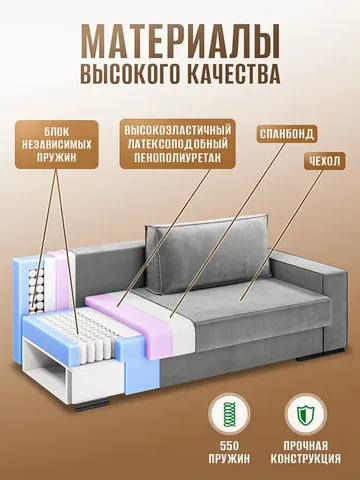 МАТЕРИАЛЫ
ВЫСОКОГО КАЧЕСТВА
БЛОК
НЕЗАВИСИМЫХ
ПРУЖИН
ВЫСОКОЭЛАСТИЧНЫЙ
ЛАТЕКСОПОДОБНЫЙ
ПЕНОПОЛИУРЕТАН
СПАНБОНД
ЧЕХОЛ
550
ПРУЖИН
ПРОЧНАЯ
КОНСТРУКЦИЯ